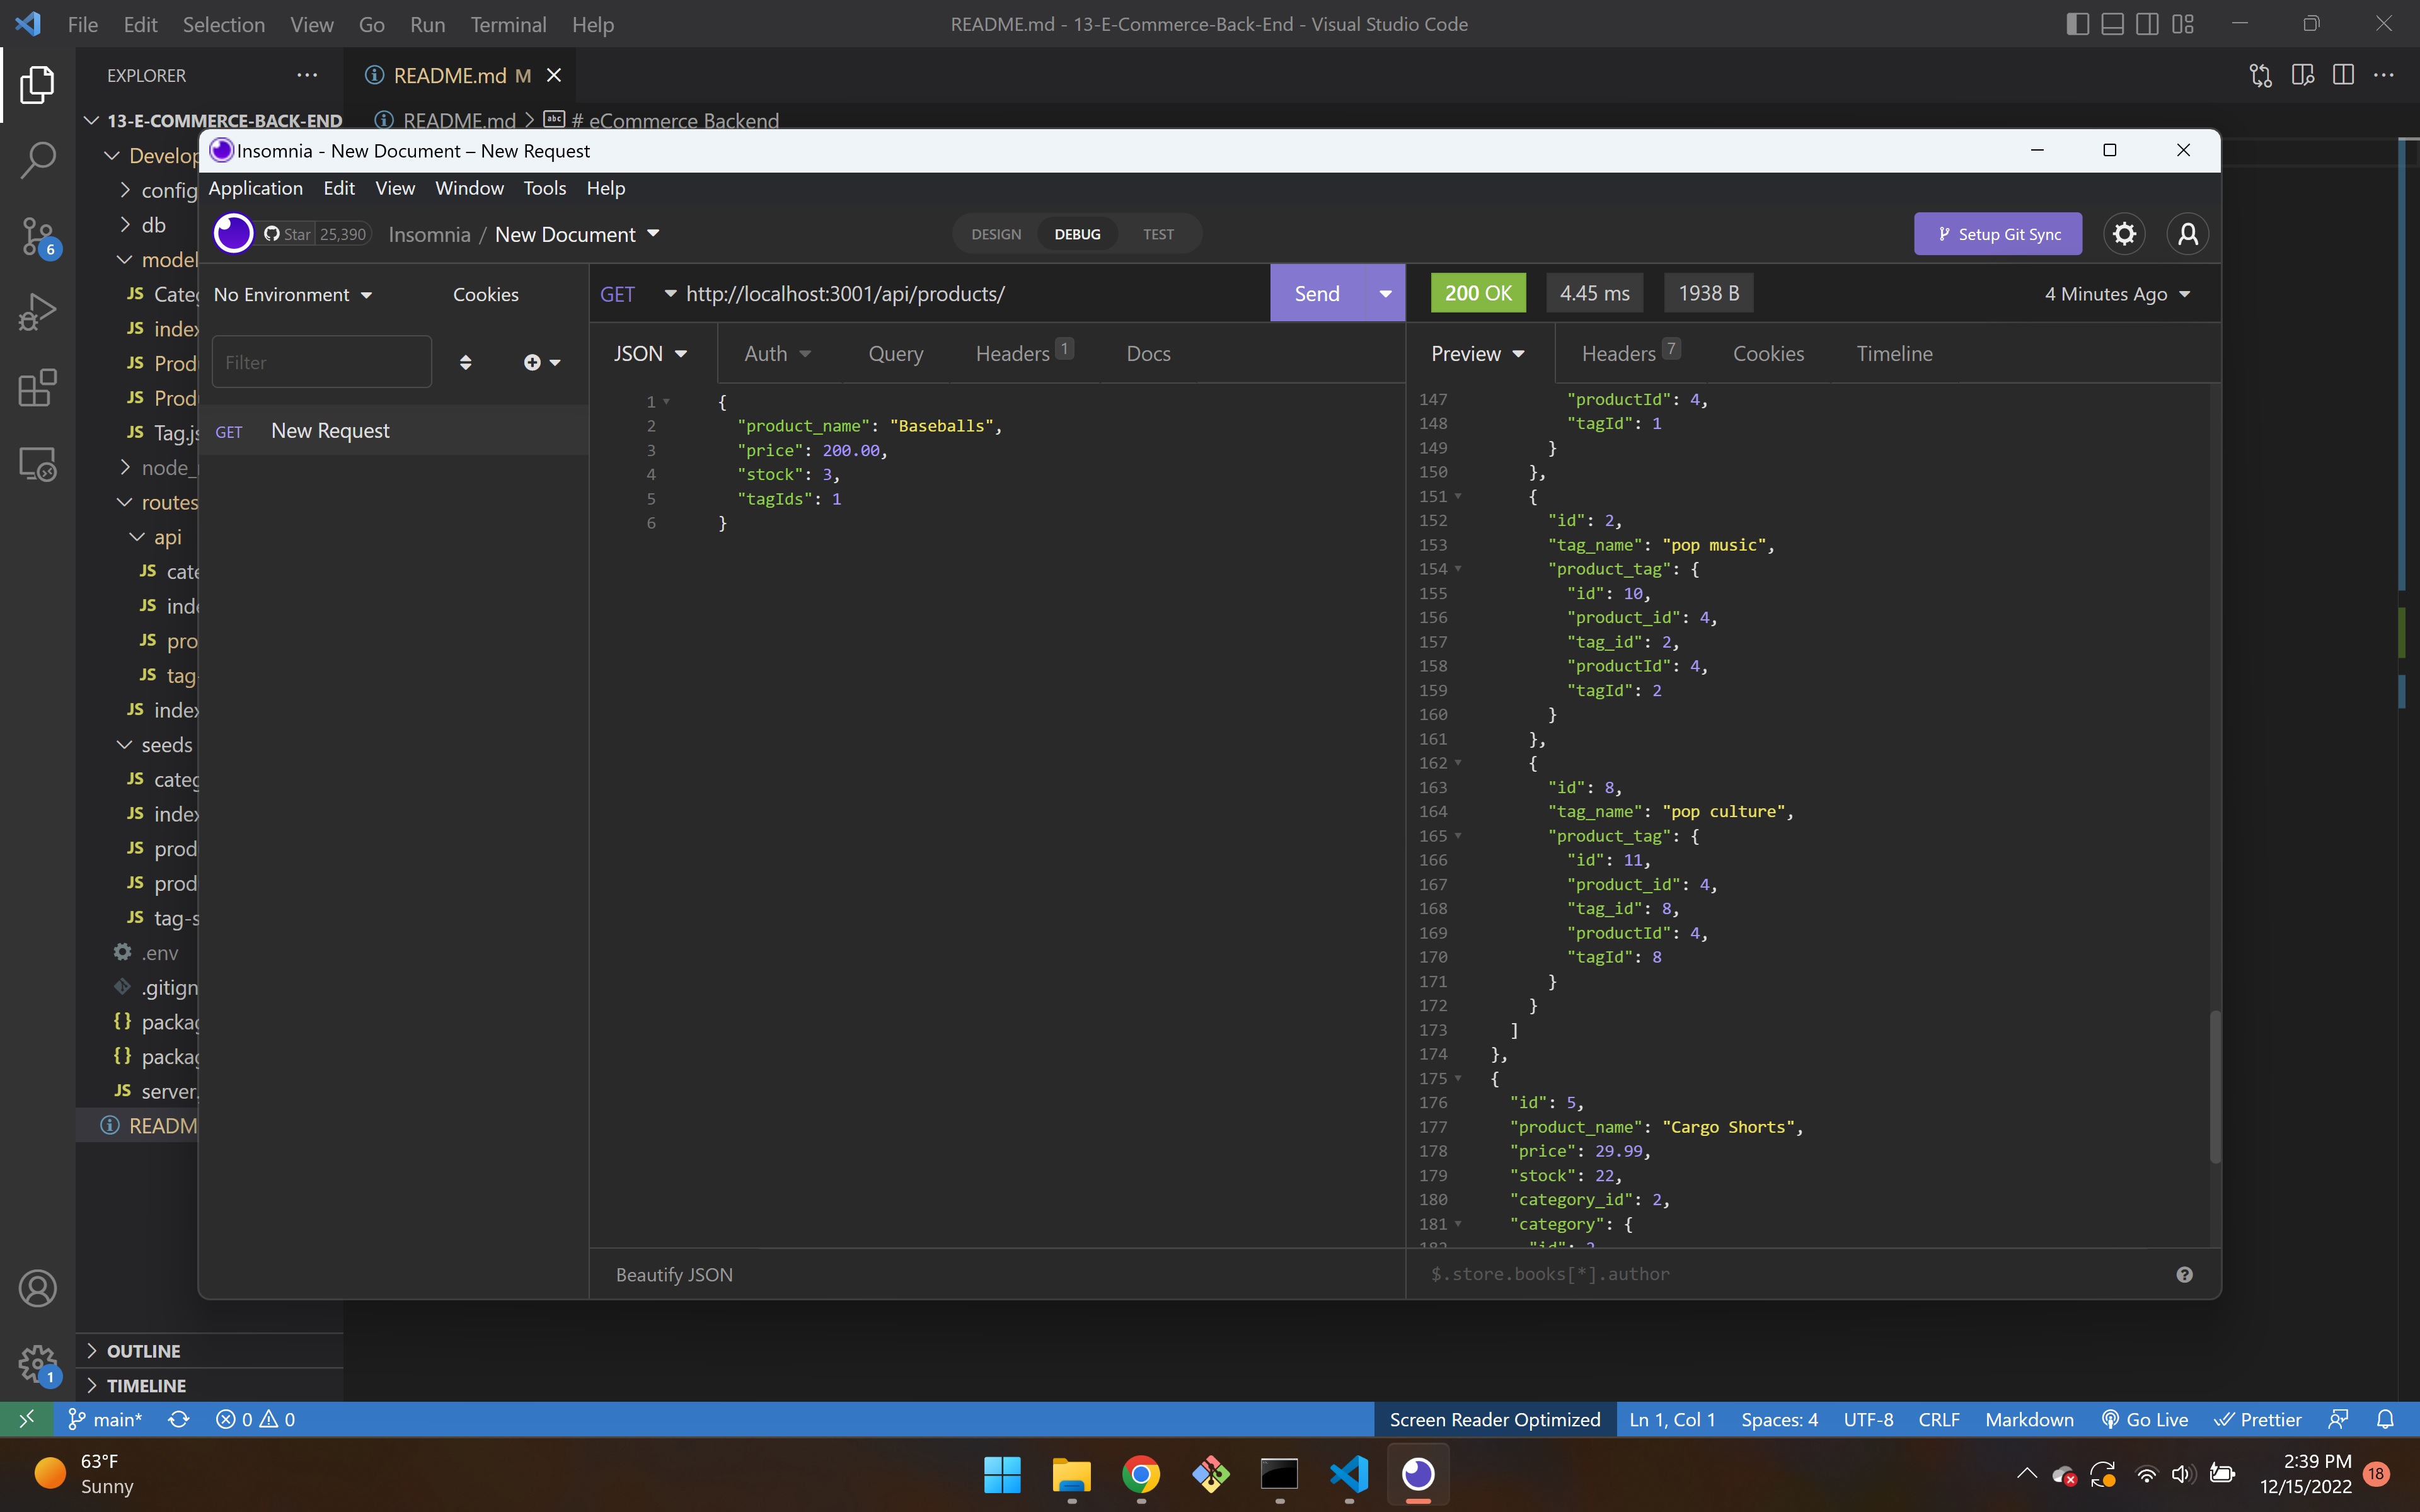 File Edit Selection View Go Run Terminal Help
README.md - 13-E-Commerce-Back-End - Visual Studio Code
EXPLORER
README.md M
13-E-COMMERCE-BACK-END
README.md > # eCommerce Backend
Develop
config
db
model
JS Categ
JS index
JS Prod
JS Prod
JS Tag.js
node_
routes
api
JS cate
JS inde
JS pro
JS tag-
JS index
seeds
JS categ
JS index
JS prod
JS prod
JS tag-s
.env
.gitign
{} packag
{} packag
JS server.
READM
OUTLINE
TIMELINE
6
1
Insomnia - New Document – New Request
Application Edit View Window Tools Help
Star 25,390
Insomnia / New Document
DESIGN DEBUG TEST
Setup Git Sync
No Environment
Cookies
Filter
GET New Request
GET http://localhost:3001/api/products/
Send
200 OK
4.45 ms
1938 B
4 Minutes Ago
JSON Auth Query Headers 1 Docs
1 {
2 "product_name": "Baseballs",
3 "price": 200.00,
4 "stock": 3,
5 "tagIds": 1
6 }
Beautify JSON
Preview Headers 7 Cookies Timeline
147 "productId": 4,
148 "tagId": 1
149 }
150 },
151 {
152 "id": 2,
153 "tag_name": "pop music",
154 "product_tag": {
155 "id": 10,
156 "product_id": 4,
157 "tag_id": 2,
158 "productId": 4,
159 "tagId": 2
160 }
161 },
162 {
163 "id": 8,
164 "tag_name": "pop culture",
165 "product_tag": {
166 "id": 11,
167 "product_id": 4,
168 "tag_id": 8,
169 "productId": 4,
170 "tagId": 8
171 }
172 }
173 ]
174 },
175 {
176 "id": 5,
177 "product_name": "Cargo Shorts",
178 "price": 29.99,
179 "stock": 22,
180 "category_id": 2,
181 "category": {
182 "id": 2
$.store.books[*].author
main* 0 0
Screen Reader Optimized Ln 1, Col 1 Spaces: 4 UTF-8 CRLF Markdown Go Live Prettier
63°F
Sunny
2:39 PM
12/15/2022
18